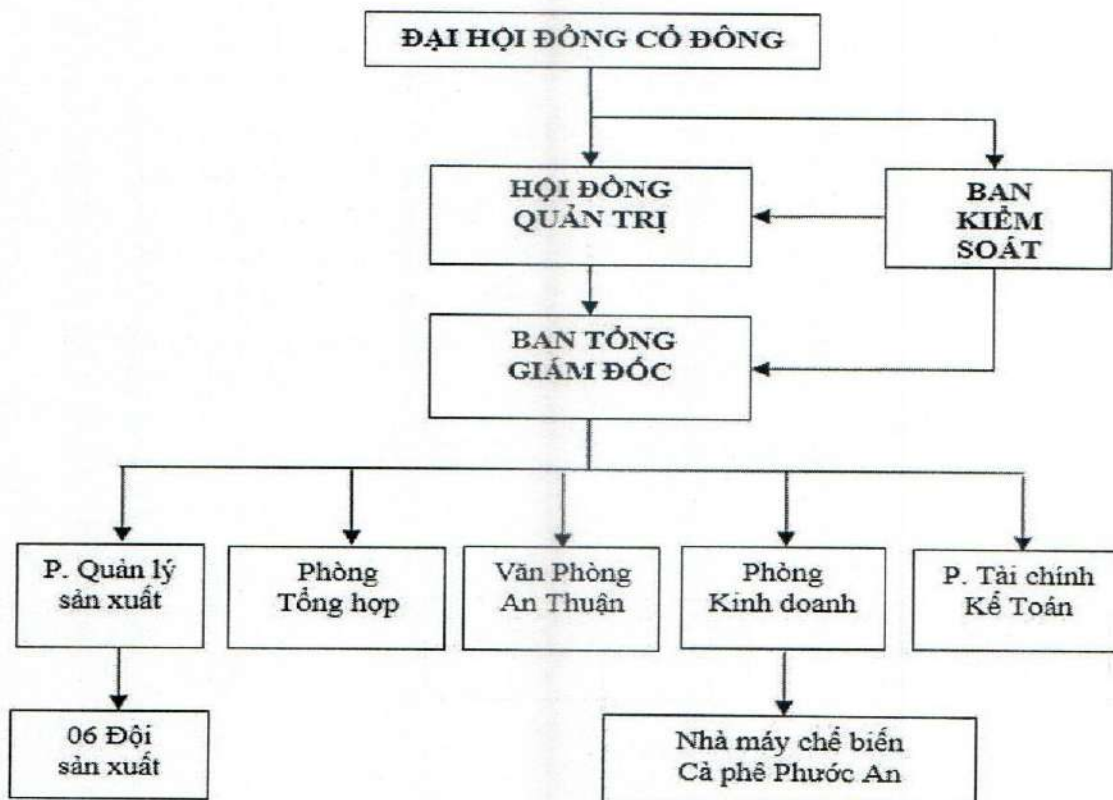 ĐẠI HỘI ĐỒNG CỔ ĐÔNG
HỘI ĐỒNG
QUẢN TRỊ
BAN
KIỂM
SOÁT
BAN TỔNG
GIÁM ĐỐC
P. Quản lý
sản xuất
Phòng
Tổng hợp
Văn Phòng
An Thuận
Phòng
Kinh doanh
P. Tài chính
Kế Toán
06 Đội
sản xuất
Nhà máy chế biến
Cà phê Phước An